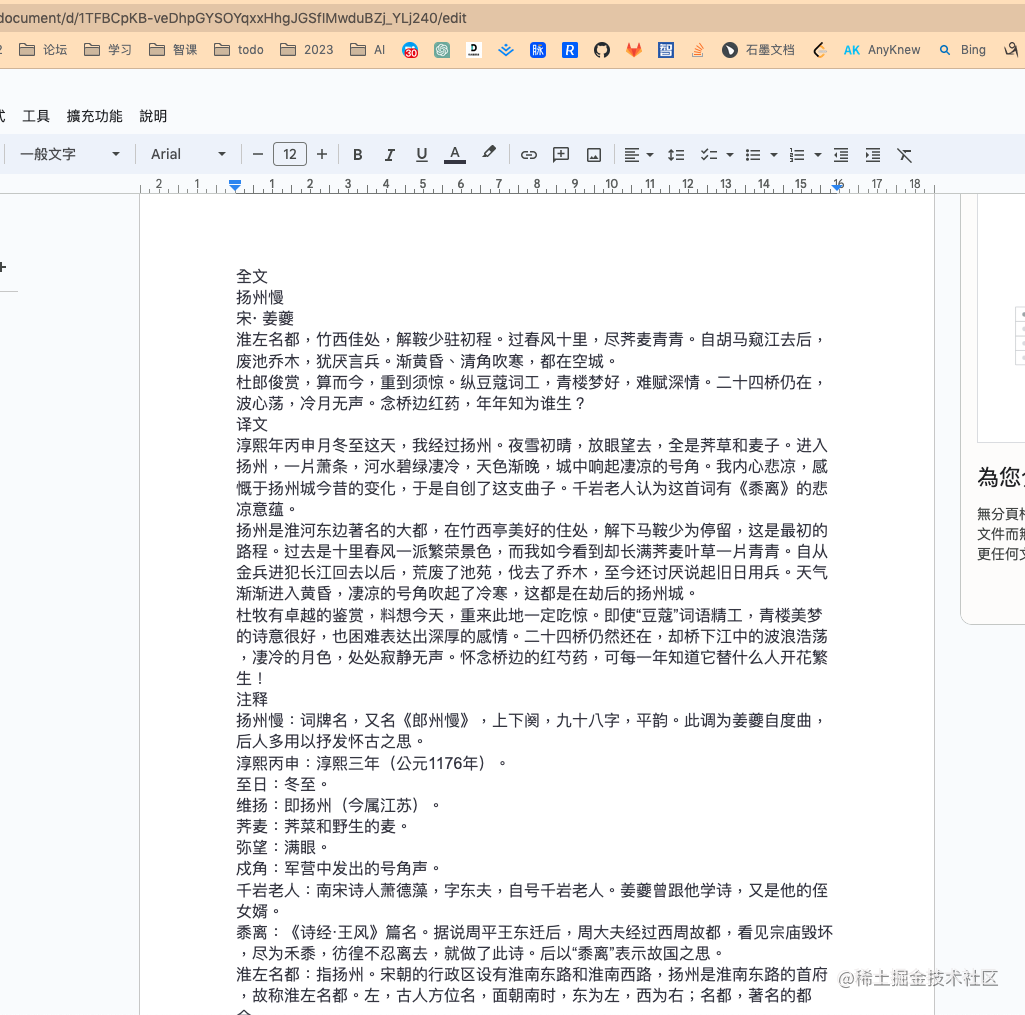 document/d/1TFBCpKB-veDhpGYSOYqxxHhgJGSfIMwduBZj_YLj240/edit
2 论坛 学习 智课 todo 2023 AI 30 D 脉 R 智 石墨文档 AK AnyKnew Bing
式 工具 擴充功能 說明
一般文字 Arial 12 B I U A
2 1 1 2 3 4 5 6 7 8 9 10 11 12 13 14 15 16 17 18
全文
扬州慢
宋· 姜夔
淮左名都，竹西佳处，解鞍少驻初程。过春风十里，尽荠麦青青。自胡马窥江去后，
废池乔木，犹厌言兵。渐黄昏、清角吹寒，都在空城。
杜郎俊赏，算而今，重到须惊。纵豆蔻词工，青楼梦好，难赋深情。二十四桥仍在，
波心荡，冷月无声。念桥边红药，年年知为谁生？
译文
淳熙年丙申月冬至这天，我经过扬州。夜雪初晴，放眼望去，全是荠草和麦子。进入
扬州，一片萧条，河水碧绿凄冷，天色渐晚，城中响起凄凉的号角。我内心悲凉，感
慨于扬州城今昔的变化，于是自创了这支曲子。千岩老人认为这首词有《黍离》的悲
凉意蕴。
扬州是淮河东边著名的大都，在竹西亭美好的住处，解下马鞍少为停留，这是最初的
路程。过去是十里春风一派繁荣景色，而我如今看到却长满荠麦叶草一片青青。自从
金兵进犯长江回去以后，荒废了池苑，伐去了乔木，至今还讨厌说起旧日用兵。天气
渐渐进入黄昏，凄凉的号角吹起了冷寒，这都是在劫后的扬州城。
杜牧有卓越的鉴赏，料想今天，重来此地一定吃惊。即使“豆蔻”词语精工，青楼美梦
的诗意很好，也困难表达出深厚的感情。二十四桥仍然还在，却桥下江中的波浪浩荡
，凄冷的月色，处处寂静无声。怀念桥边的红芍药，可每一年知道它替什么人开花繁
生！
注释
扬州慢：词牌名，又名《郎州慢》，上下阕，九十八字，平韵。此调为姜夔自度曲，
后人多用以抒发怀古之思。
淳熙丙申：淳熙三年（公元1176年）。
至日：冬至。
维扬：即扬州（今属江苏）。
荠麦：荠菜和野生的麦。
弥望：满眼。
戍角：军营中发出的号角声。
千岩老人：南宋诗人萧德藻，字东夫，自号千岩老人。姜夔曾跟他学诗，又是他的侄
女婿。
黍离：《诗经·王风》篇名。据说周平王东迁后，周大夫经过西周故都，看见宗庙毁坏
，尽为禾黍，彷徨不忍离去，就做了此诗。后以“黍离”表示故国之思。
淮左名都：指扬州。宋朝的行政区设有淮南东路和淮南西路，扬州是淮南东路的首府
，故称淮左名都。左，古人方位名，面朝南时，东为左，西为右；名都，著名的都
為您
無分頁
文件而
更任何
@稀土掘金技术社区